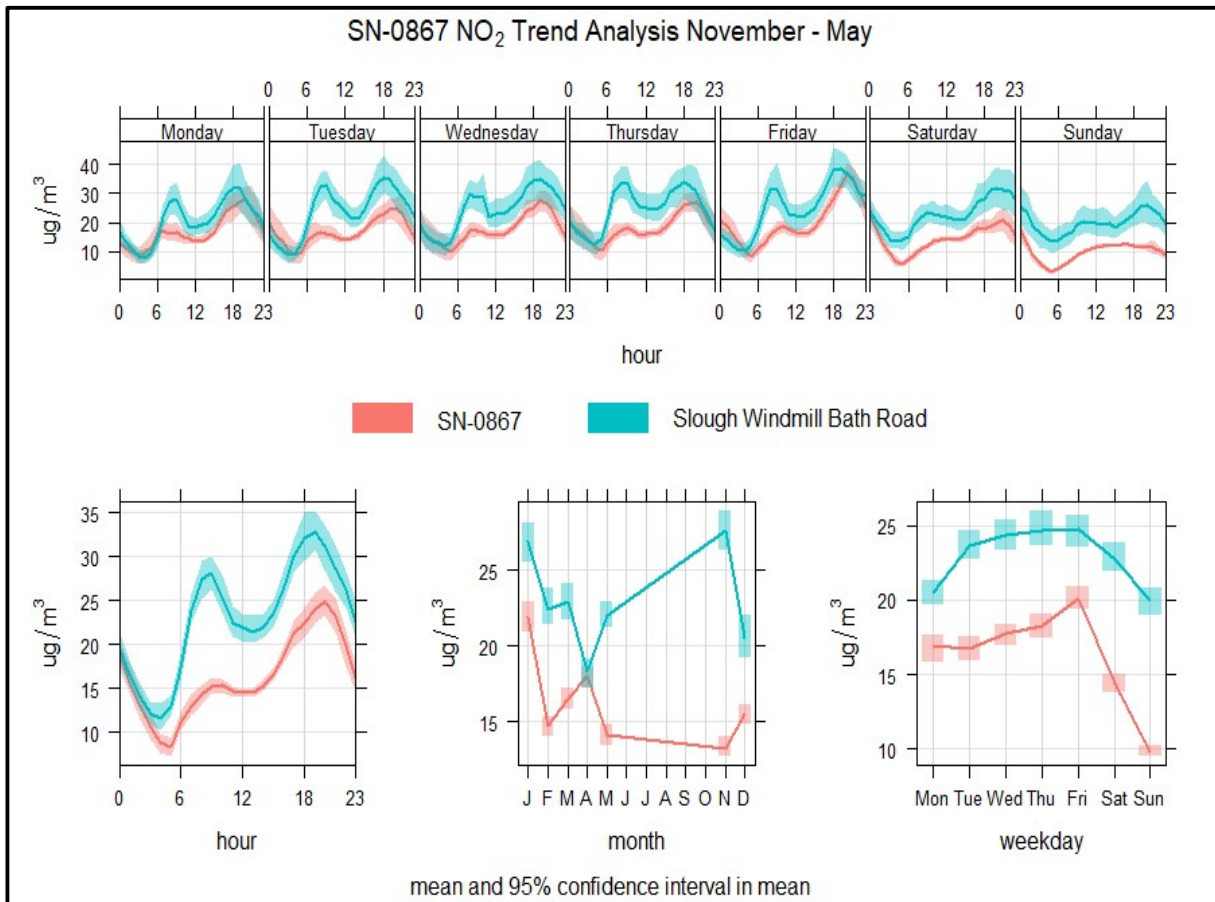 SN-0867 NO₂ Trend Analysis November - May
0 6 12 18 23 0 6 12 18 23 0 6 12 18 23
Monday Tuesday Wednesday Thursday Friday Saturday Sunday
40
30
20
10
ug / m³
0 6 12 18 23 0 6 12 18 23 0 6 12 18 23 0 6 12 18 23
hour
SN-0867 Slough Windmill Bath Road
35
30
25
20
15
10
ug / m³
0 6 12 18 23
hour
25
20
15
ug / m³
J F M A M J J A S O N D
month
25
20
15
10
ug / m³
Mon Tue Wed Thu Fri Sat Sun
weekday
mean and 95% confidence interval in mean